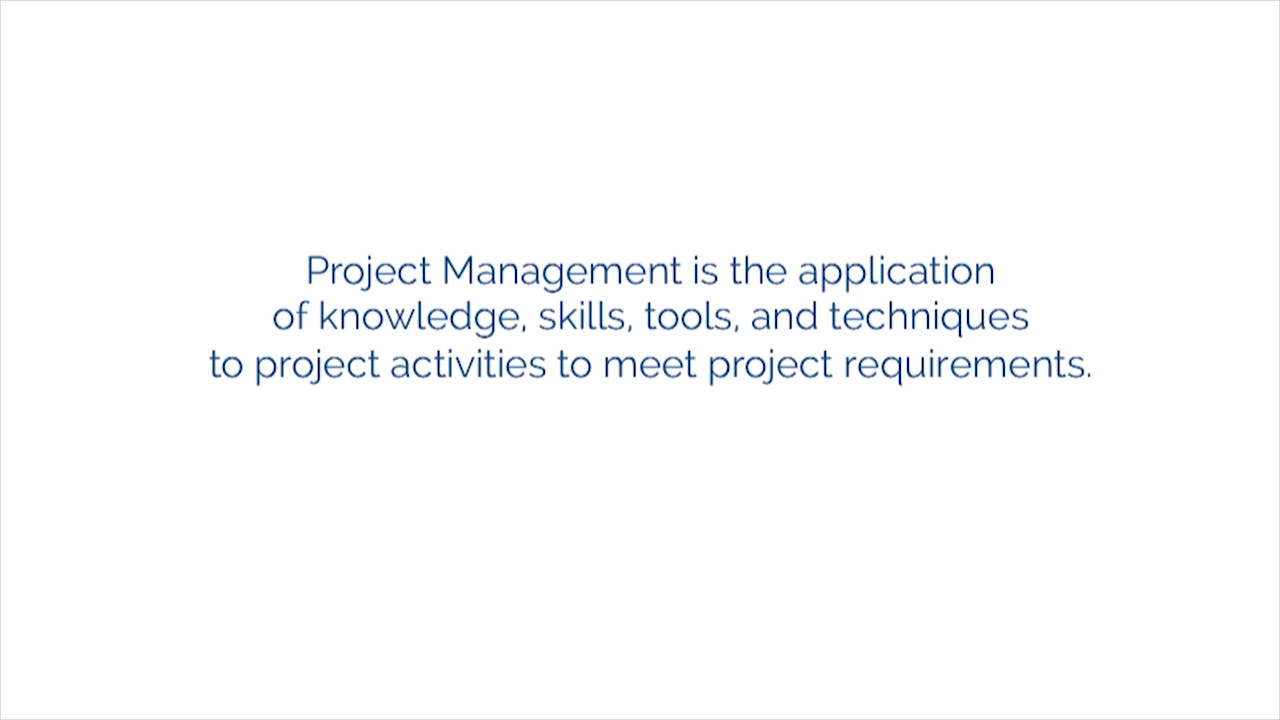 Project Management is the application
of knowledge, skills, tools, and techniques
to project activities to meet project requirements.